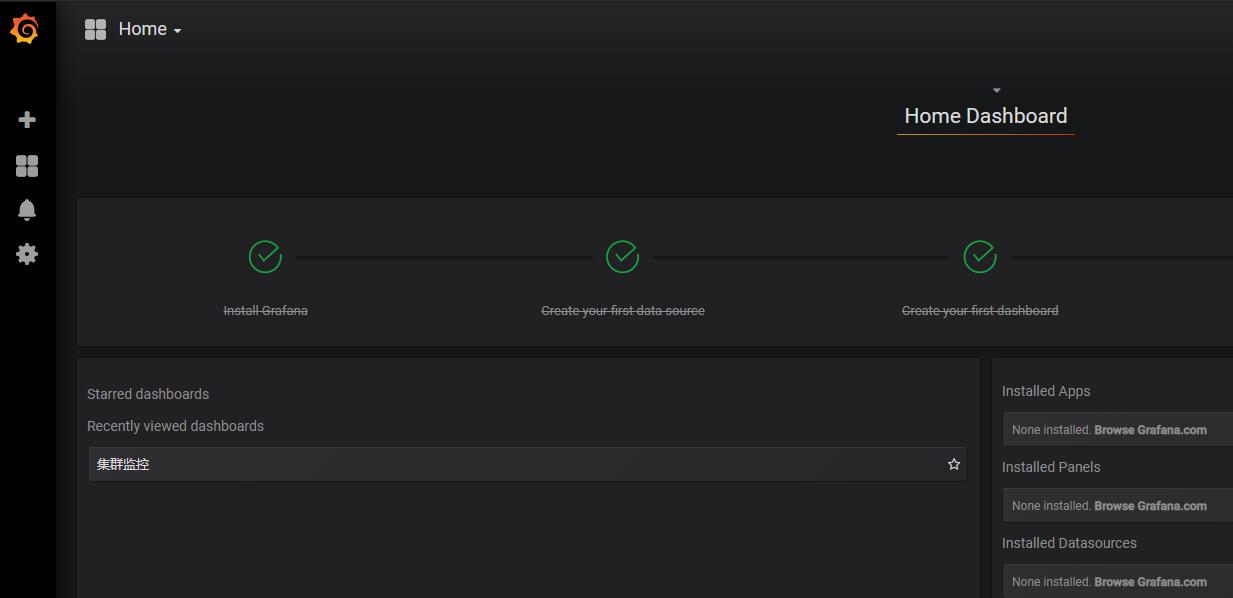 Home
Home Dashboard
Install Grafana
Create your first data source
Create your first dashboard
Starred dashboards
Recently viewed dashboards
集群监控
Installed Apps
None installed. Browse Grafana.com
Installed Panels
None installed. Browse Grafana.com
Installed Datasources
None installed. Browse Grafana.com